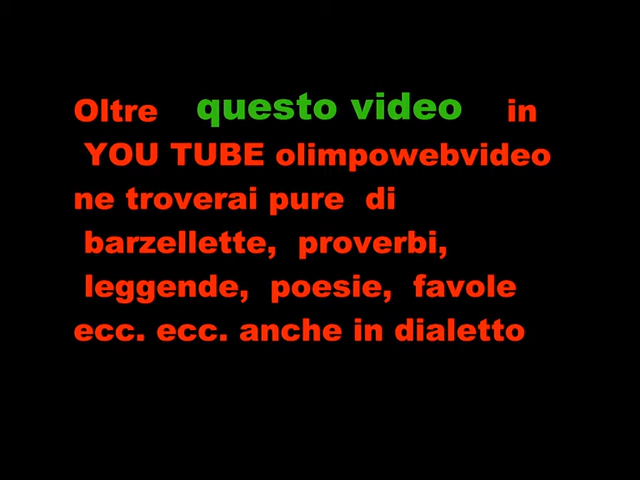 Oltre questo video in
YOU TUBE olimpowebvideo
ne troverai pure di
barzellette, proverbi,
leggende, poesie, favole
ecc. ecc. anche in dialetto